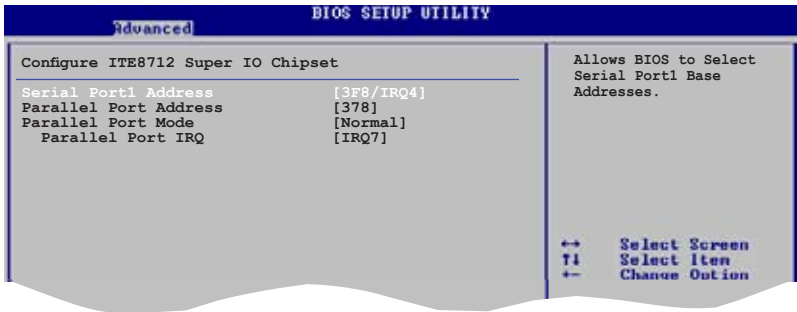 BIOS SETUP UTILITY
Advanced
Configure ITE8712 Super IO Chipset
Serial Port1 Address [3F8/IRQ4]
Parallel Port Address [378]
Parallel Port Mode [Normal]
Parallel Port IRQ [IRQ7]
Allows BIOS to Select
Serial Port1 Base
Addresses.
↔ Select Screen
↑↓ Select Item
+- Change Option